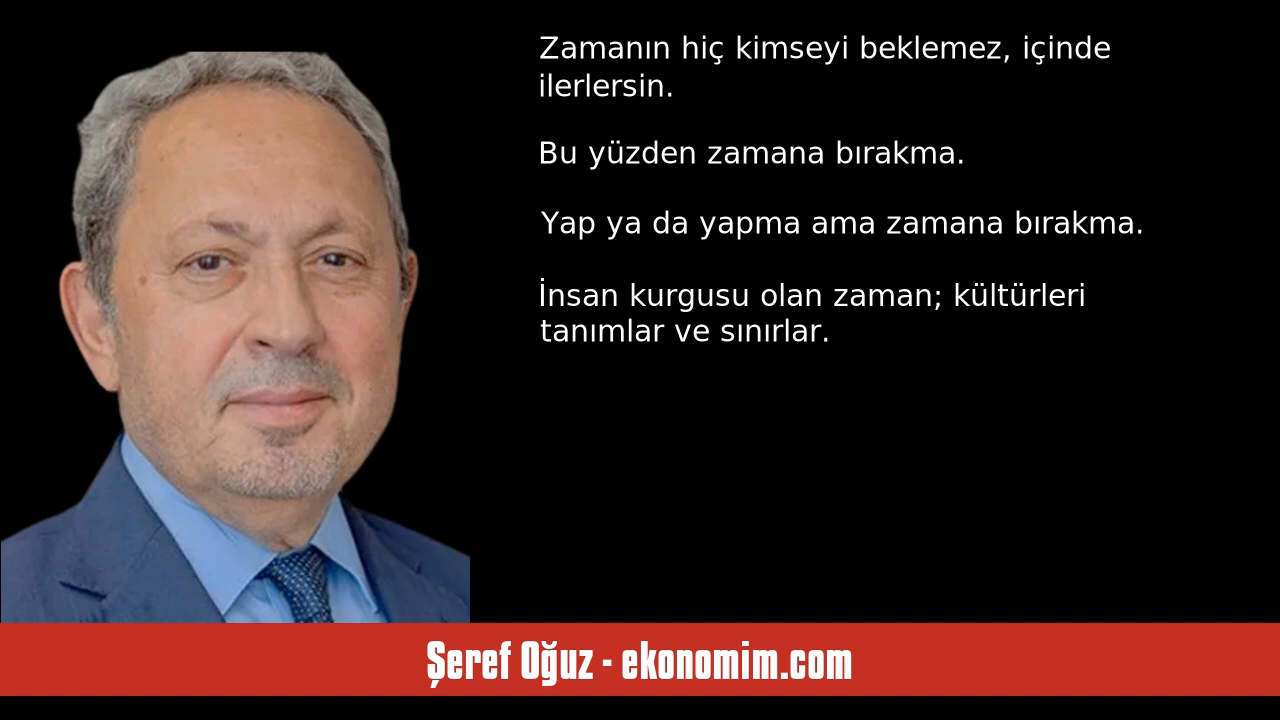 Zamanın hiç kimseyi beklemez, içinde
ilerlersin.
Bu yüzden zamana bırakma.
Yap ya da yapma ama zamana bırakma.
İnsan kurgusu olan zaman; kültürleri
tanımlar ve sınırlar.
Şeref Oğuz - ekonomim.com